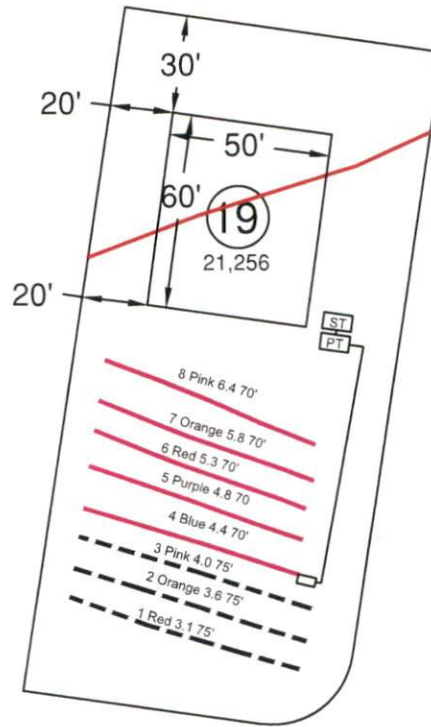 30'
20'
50'
60'
19
21,256
20'
ST
PT
8 Pink 6.4 70'
7 Orange 5.8 70'
6 Red 5.3 70'
5 Purple 4.8 70
4 Blue 4.4 70'
3 Pink 4.0 75'
2 Orange 3.6 75'
1 Red 3.1 75'